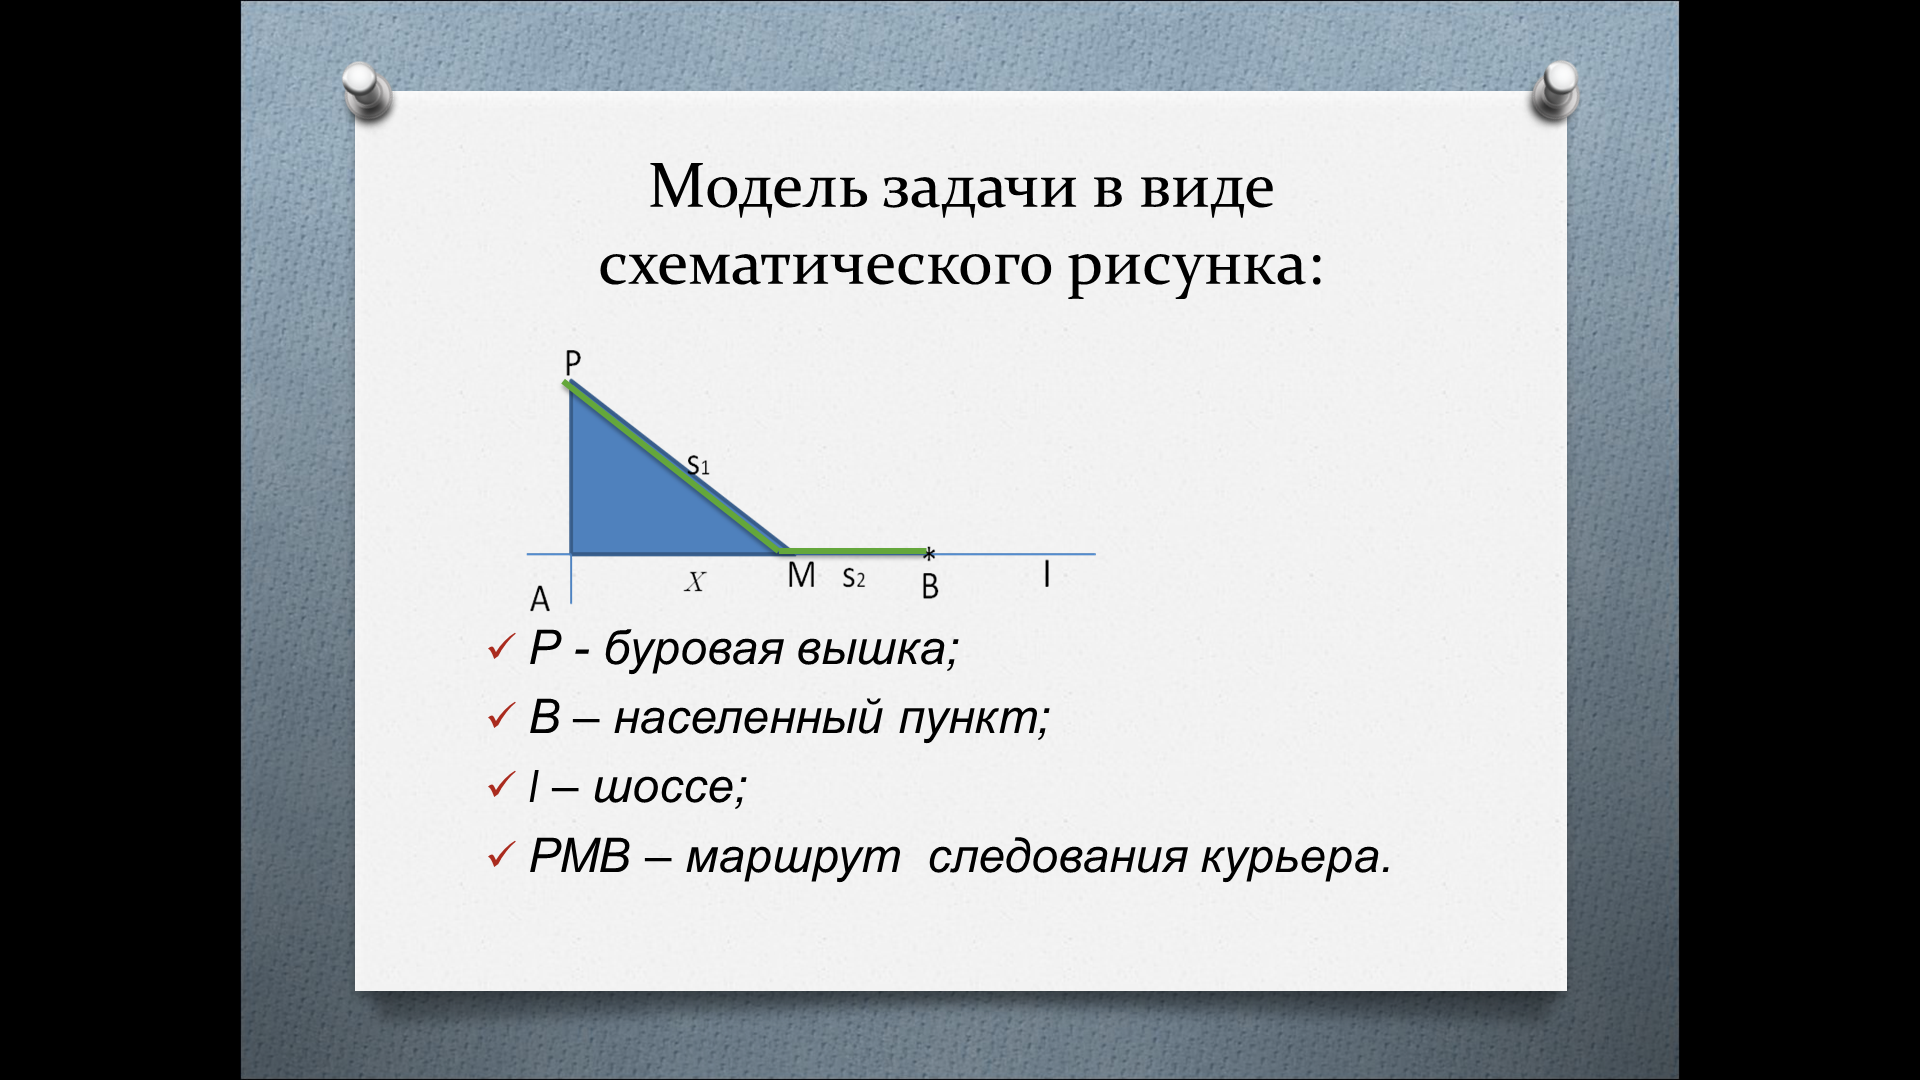 Модель задачи в виде
схематического рисунка:
P
s1
X
M
s2
B
*
l
A
P - буровая вышка;
B – населенный пункт;
l – шоссе;
PMB – маршрут  следования курьера.